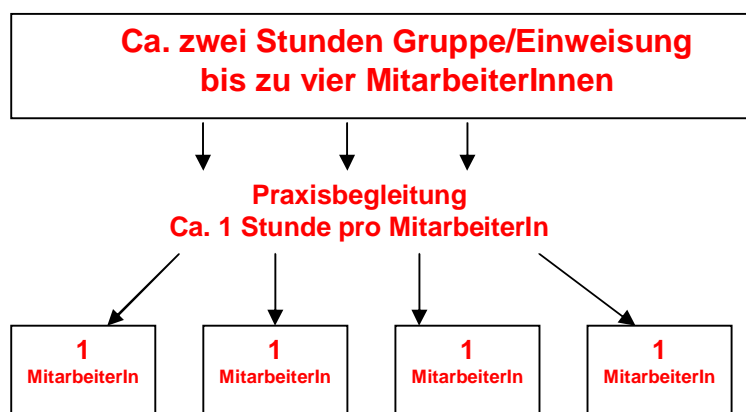 Ca. zwei Stunden Gruppe/Einweisung
bis zu vier MitarbeiterInnen
Praxisbegleitung
Ca. 1 Stunde pro MitarbeiterIn
1
MitarbeiterIn
1
MitarbeiterIn
1
MitarbeiterIn
1
MitarbeiterIn